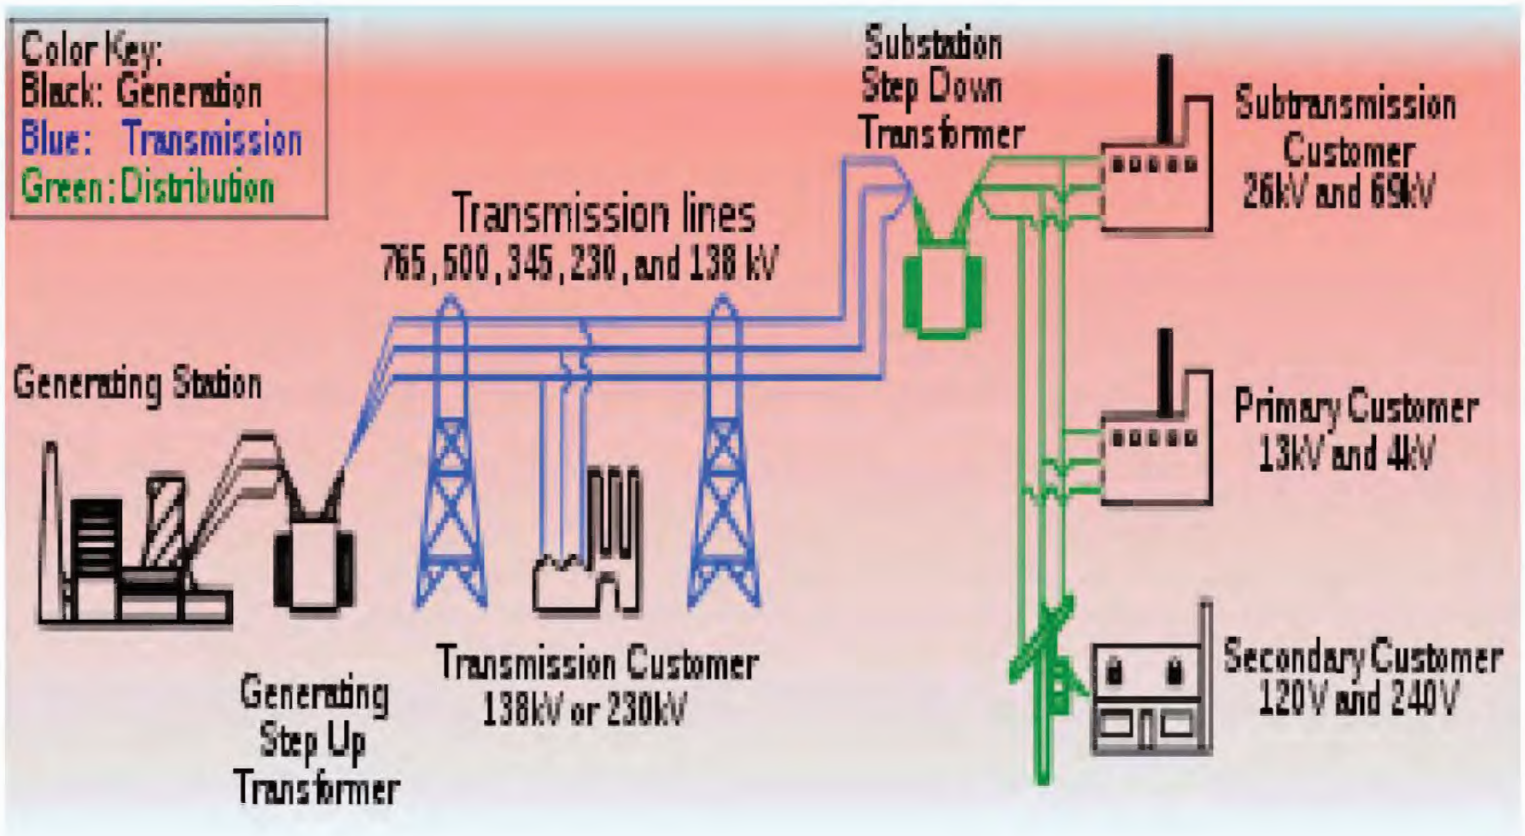 Color Key:
Black: Generation
Blue: Transmission
Green: Distribution
Substation
Step Down
Transformer
Subtransmission
Customer
26kV and 69kV
Transmission lines
765, 500, 345, 230, and 138 kV
Generating Station
Primary Customer
13kV and 4kV
Transmission Customer
138kV or 230kV
Generating
Step Up
Transformer
Secondary Customer
120V and 240V